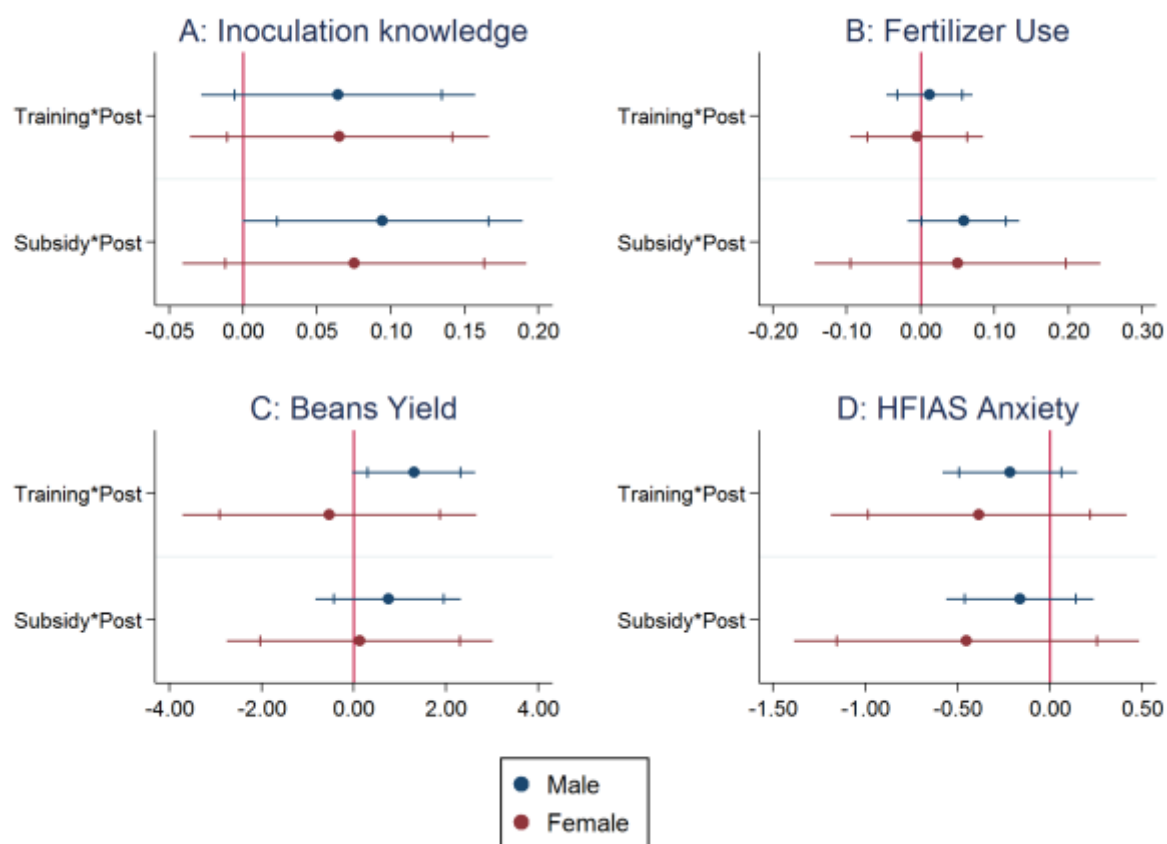 A: Inoculation knowledge
Training*Post
Subsidy*Post
-0.05 0.00 0.05 0.10 0.15 0.20
B: Fertilizer Use
Training*Post
Subsidy*Post
-0.20 -0.10 0.00 0.10 0.20 0.30
C: Beans Yield
Training*Post
Subsidy*Post
-4.00 -2.00 0.00 2.00 4.00
D: HFIAS Anxiety
Training*Post
Subsidy*Post
-1.50 -1.00 -0.50 0.00 0.50
Male
Female